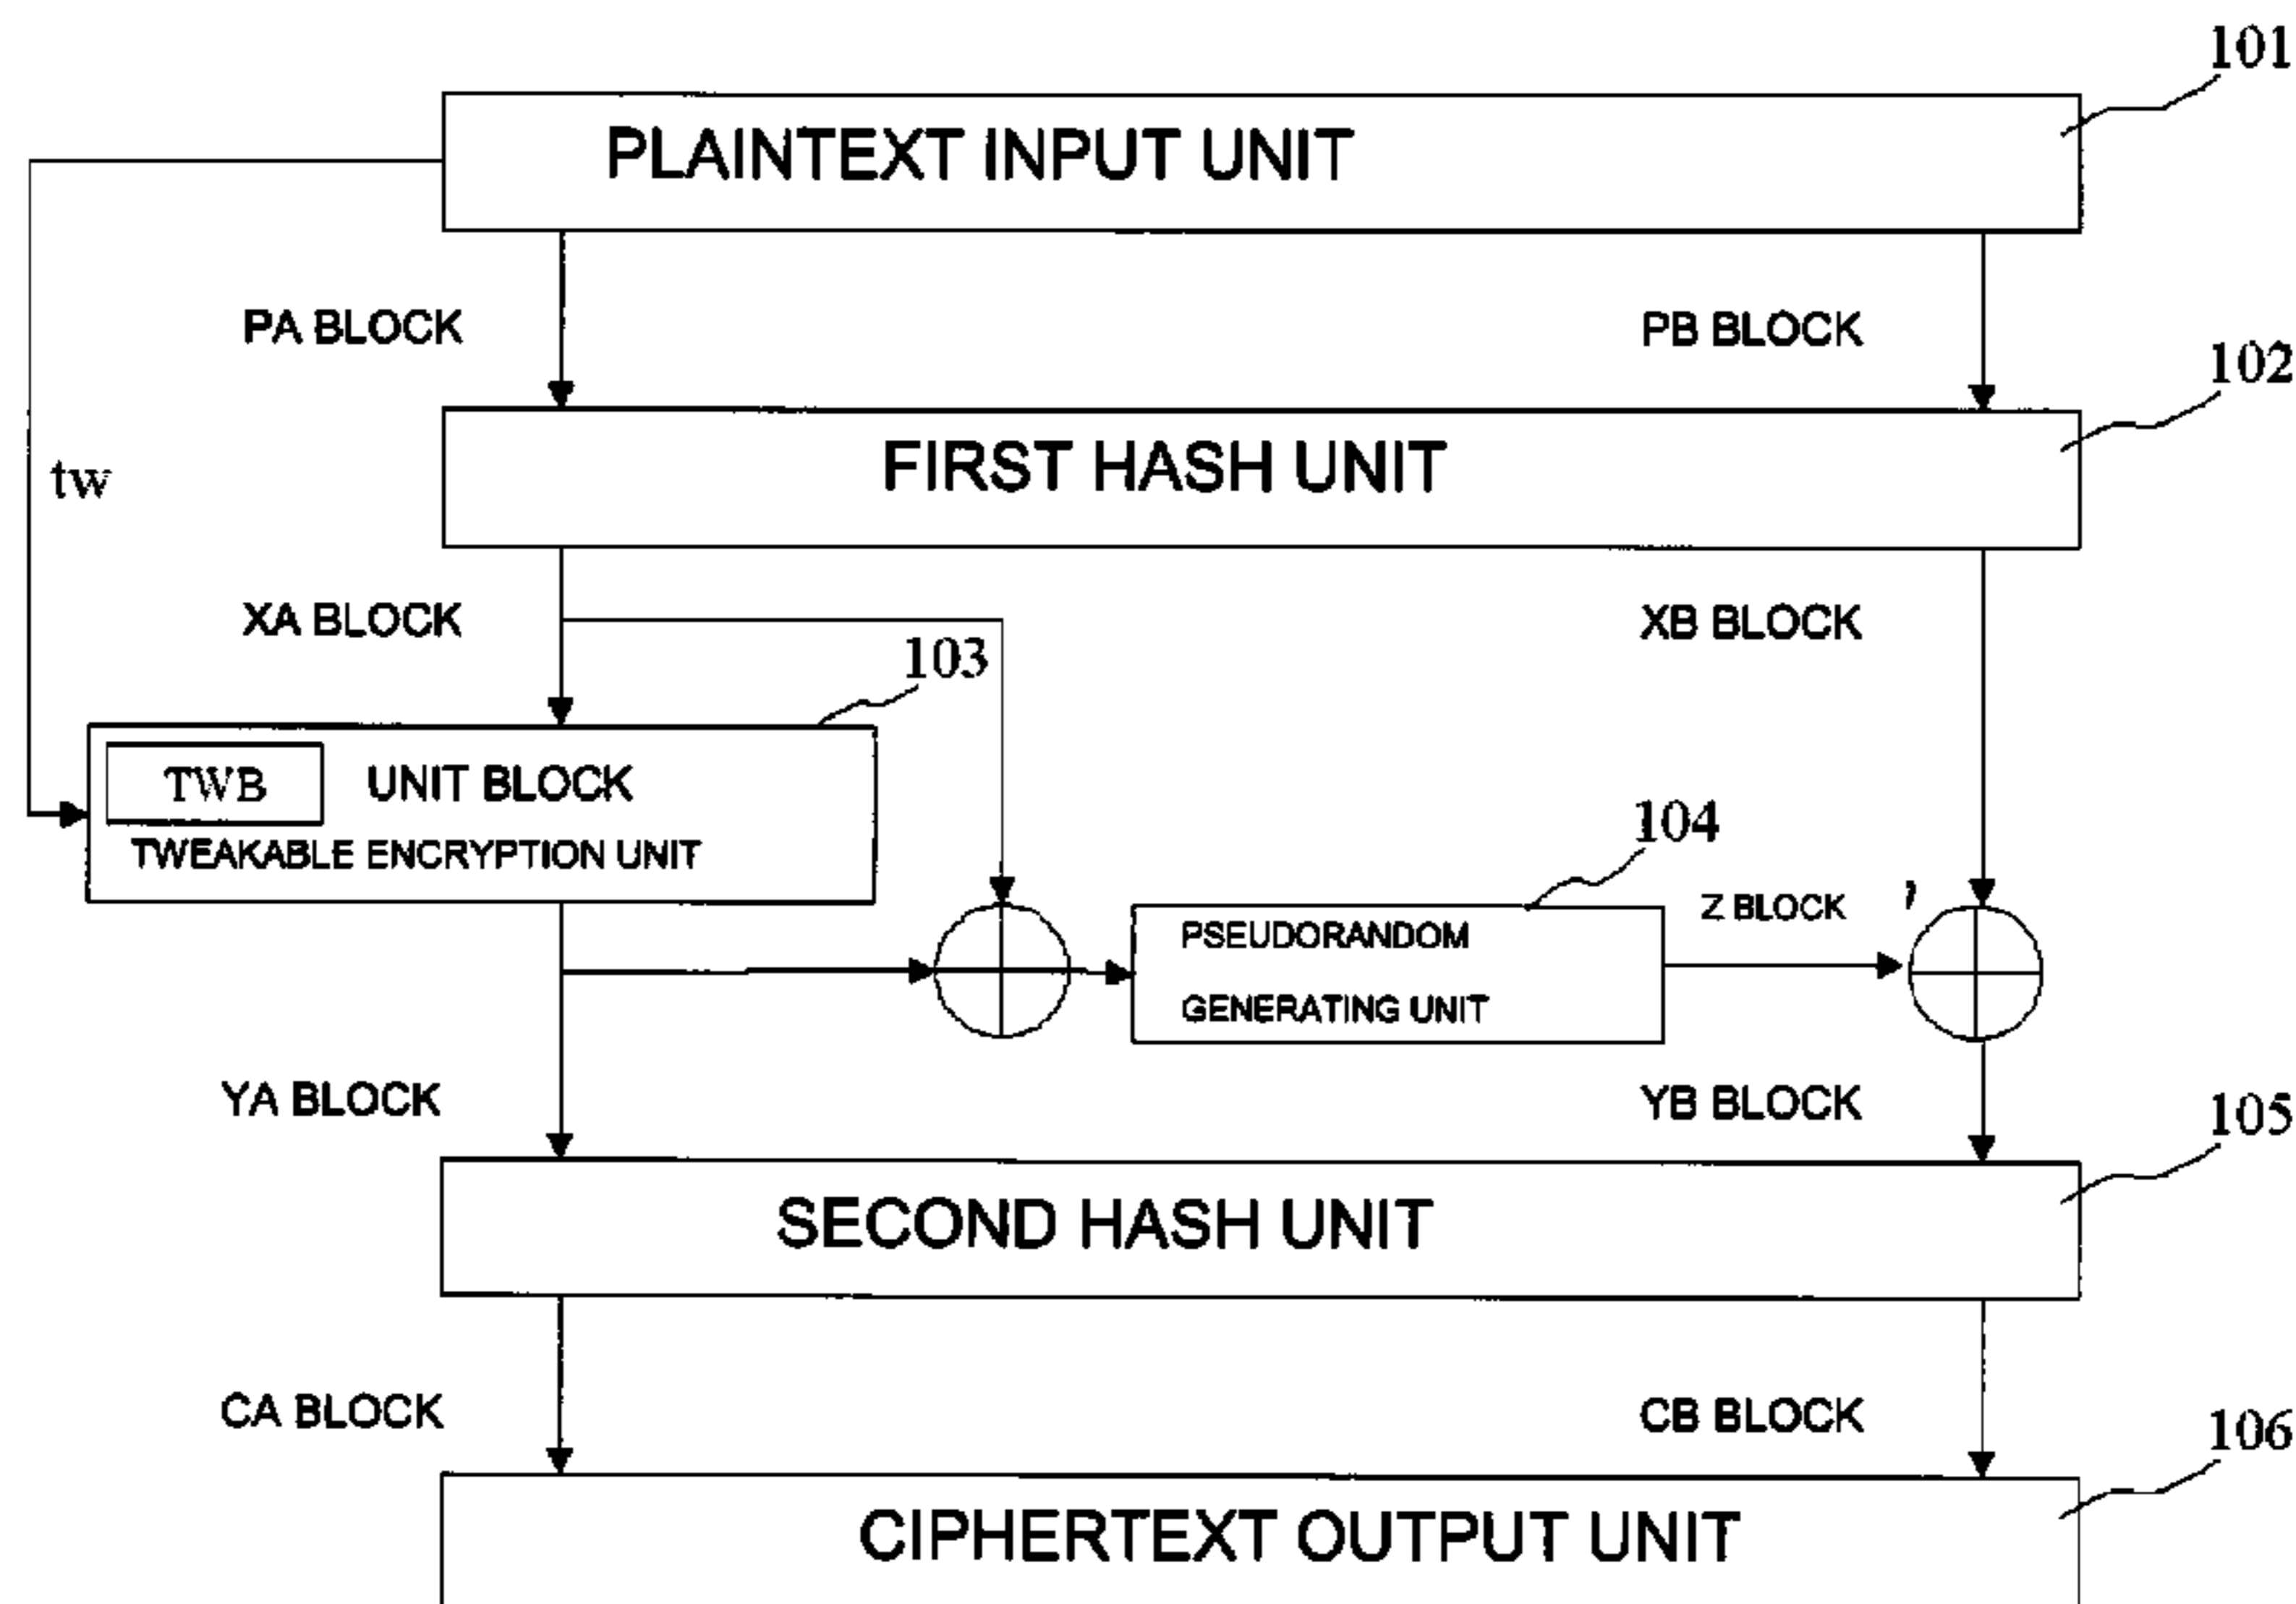 101
PLAINTEXT INPUT UNIT
PA BLOCK
PB BLOCK
102
FIRST HASH UNIT
tw
XA BLOCK
XB BLOCK
103
TWB UNIT BLOCK
TWEAKABLE ENCRYPTION UNIT
104
PSEUDORANDOM
GENERATING UNIT
Z BLOCK
YA BLOCK
YB BLOCK
105
SECOND HASH UNIT
CA BLOCK
CB BLOCK
106
CIPHERTEXT OUTPUT UNIT